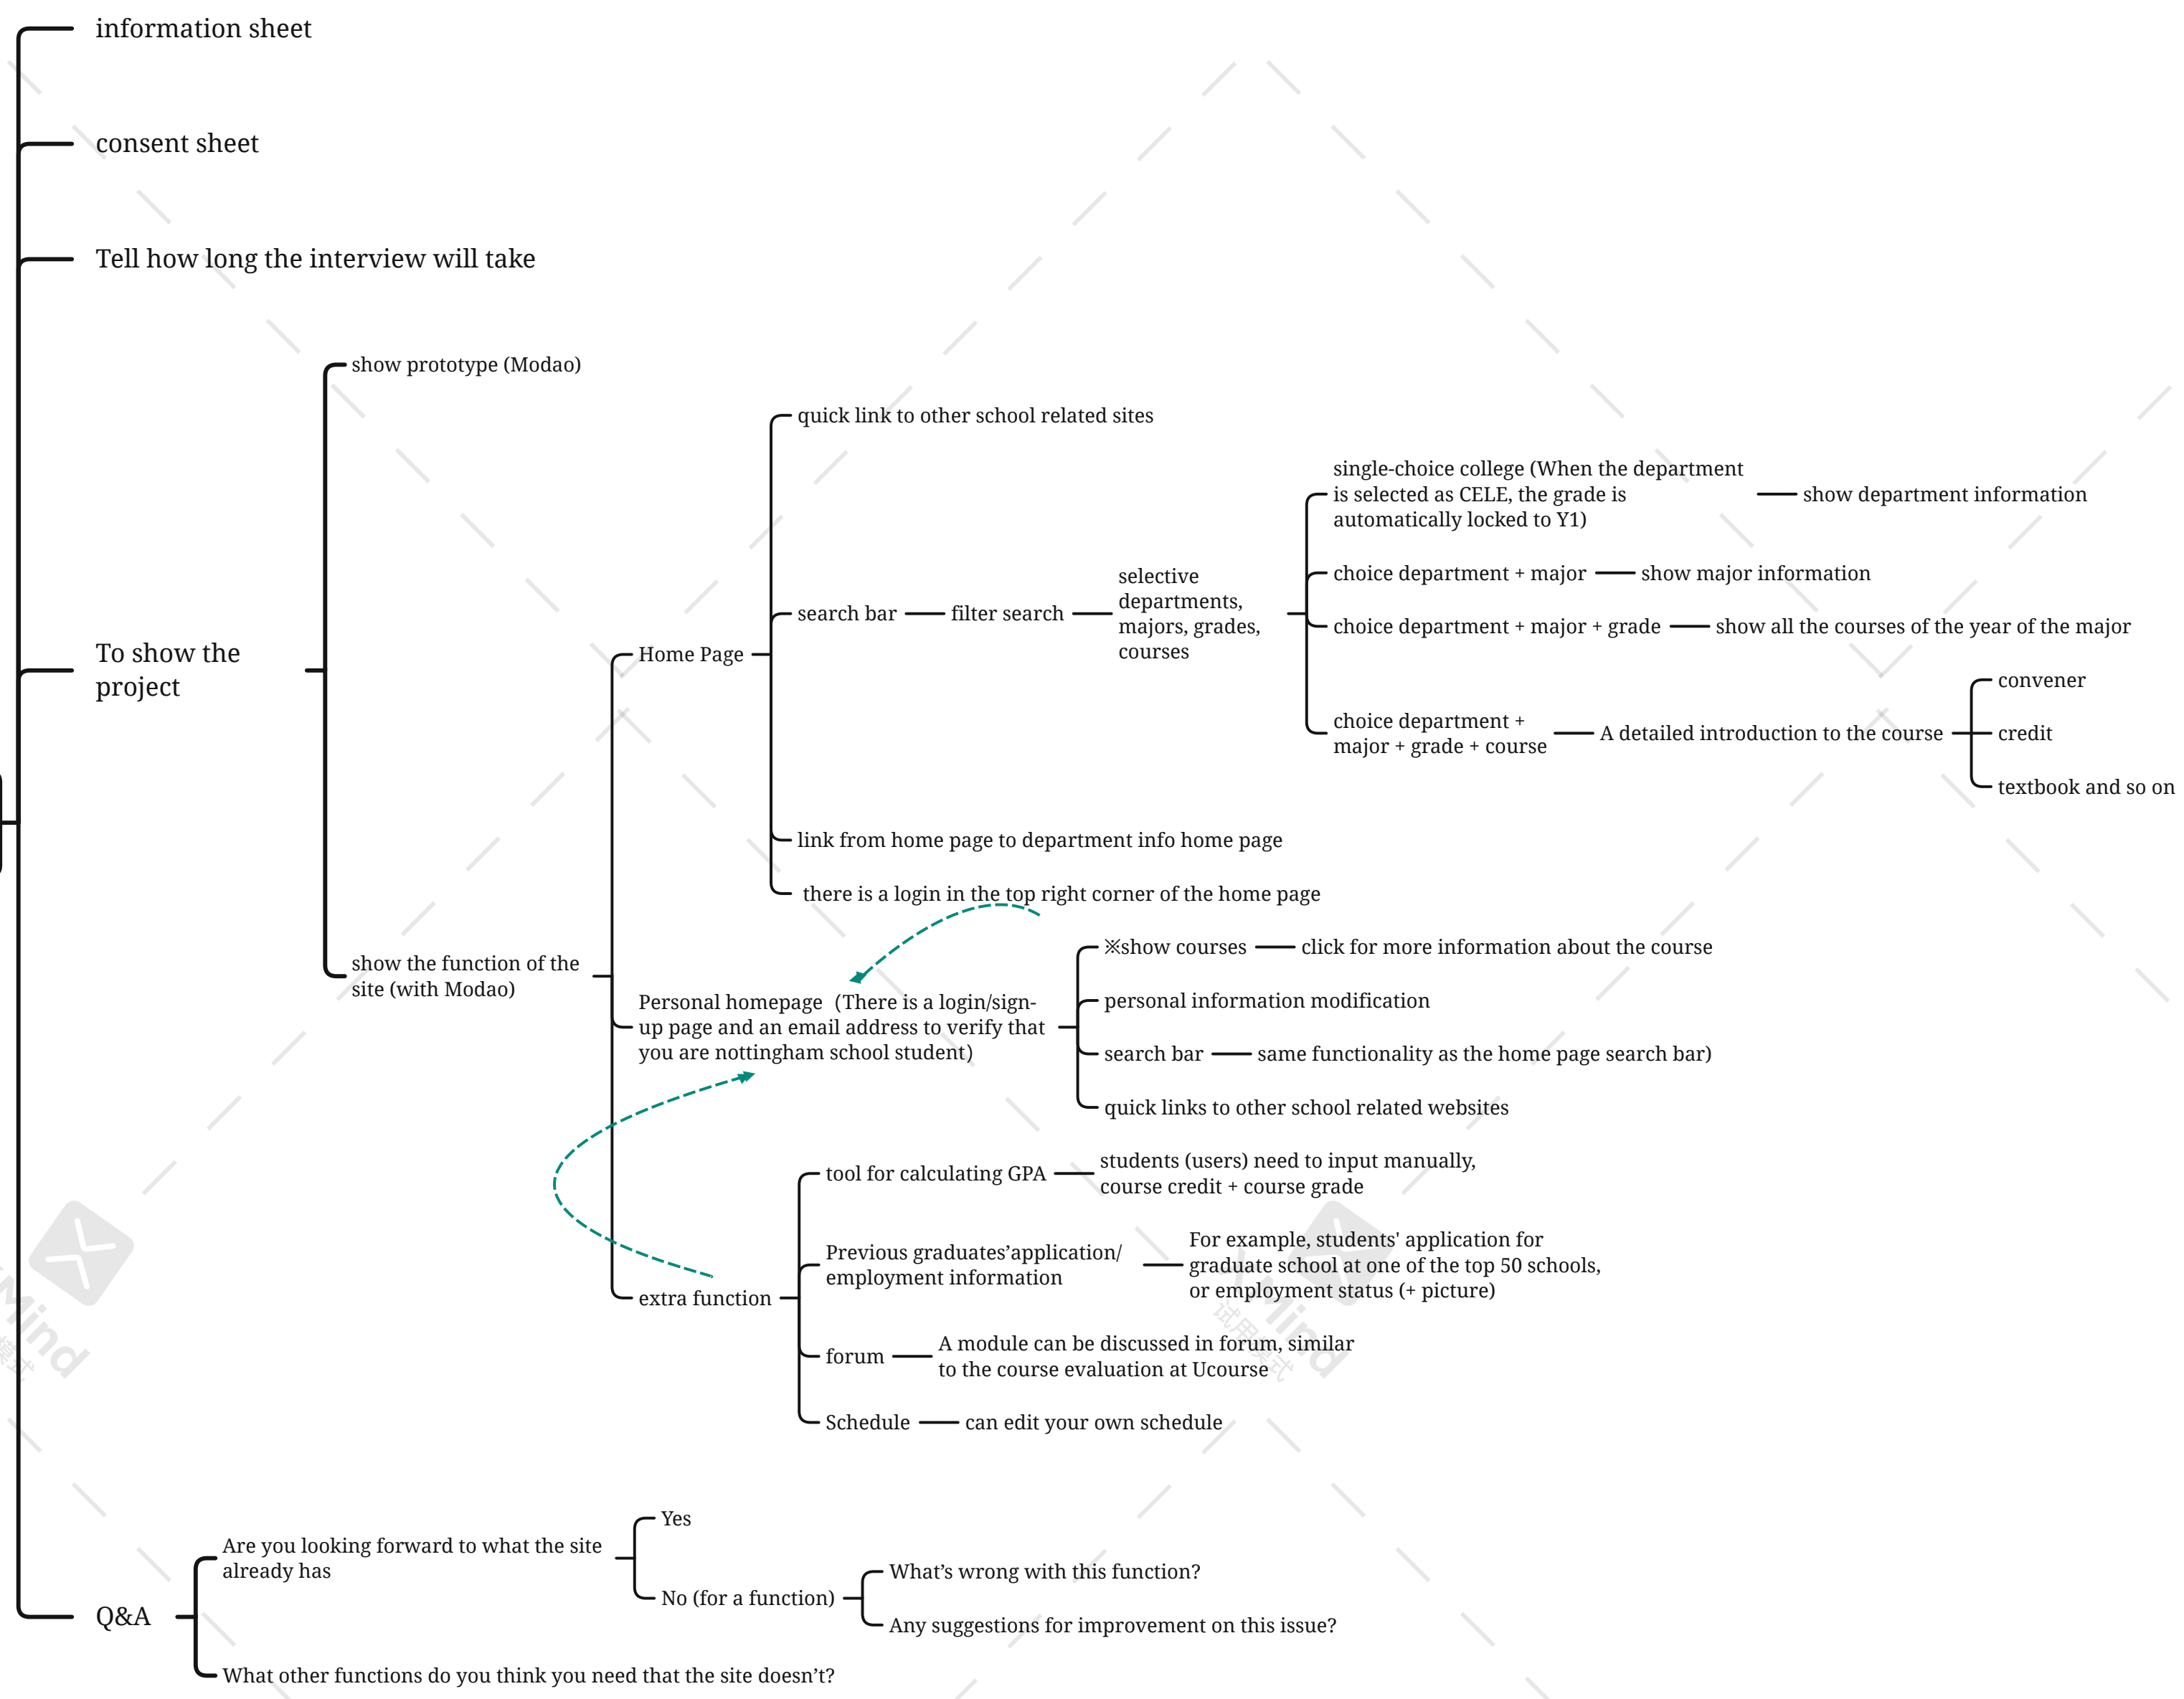 information sheet
consent sheet
Tell how long the interview will take
To show the
project
show prototype (Modao)
show the function of the
site (with Modao)
Home Page
quick link to other school related sites
search bar
filter search
selective
departments,
majors, grades,
courses
single-choice college (When the department
is selected as CELE, the grade is
automatically locked to Y1)
show department information
choice department + major
show major information
choice department + major + grade
show all the courses of the year of the major
choice department +
major + grade + course
A detailed introduction to the course
convener
credit
textbook and so on
link from home page to department info home page
there is a login in the top right corner of the home page
Personal homepage（There is a login/sign-
up page and an email address to verify that
you are nottingham school student）
※show courses
click for more information about the course
personal information modification
search bar
same functionality as the home page search bar)
quick links to other school related websites
extra function
tool for calculating GPA
students (users) need to input manually,
course credit + course grade
Previous graduates’application/
employment information
For example, students' application for
graduate school at one of the top 50 schools,
or employment status (+ picture)
forum
A module can be discussed in forum, similar
to the course evaluation at Ucourse
Schedule
can edit your own schedule
Q&A
Are you looking forward to what the site
already has
Yes
No (for a function)
What’s wrong with this function?
Any suggestions for improvement on this issue?
What other functions do you think you need that the site doesn’t?
XMind
试用模式